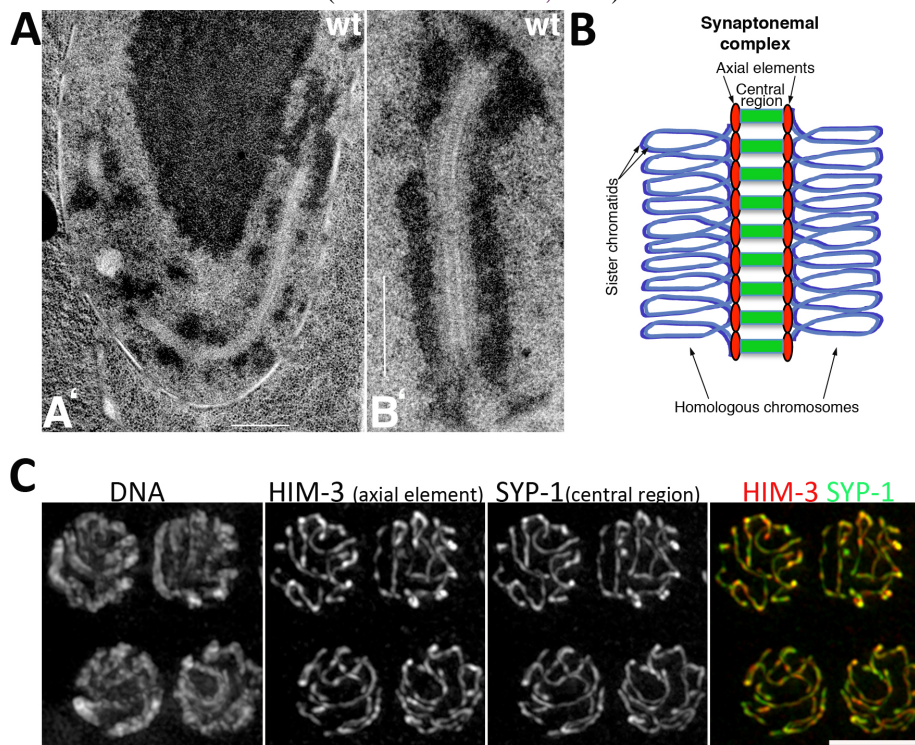 A
wt
A'
wt
B'
B
Synaptonemal
complex
Axial elements
Central
region
Sister chromatids
Homologous chromosomes
C
DNA
HIM-3 (axial element)
SYP-1(central region)
HIM-3 SYP-1